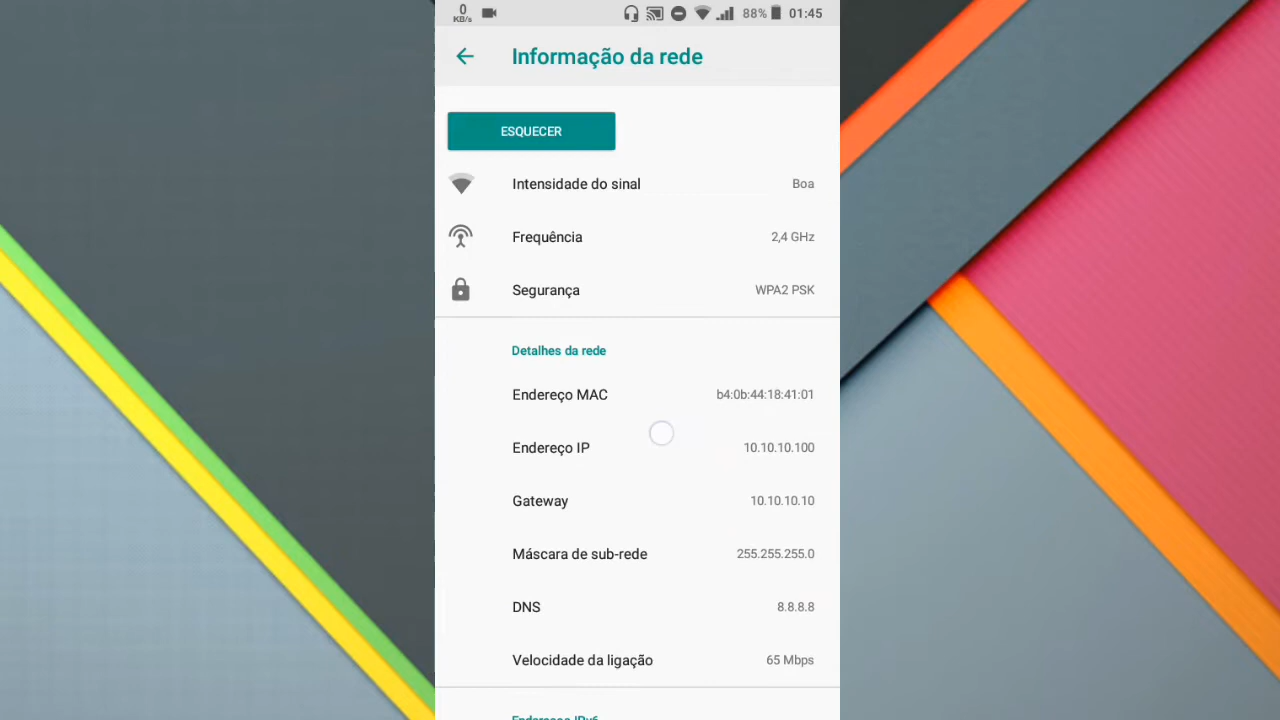 0
KB/s
88%
01:45
Informação da rede
ESQUECER
Intensidade do sinal
Boa
Frequência
2,4 GHz
Segurança
WPA2 PSK
Detalhes da rede
Endereço MAC
b4:0b:44:18:41:01
Endereço IP
10.10.10.100
Gateway
10.10.10.10
Máscara de sub-rede
255.255.255.0
DNS
8.8.8.8
Velocidade da ligação
65 Mbps